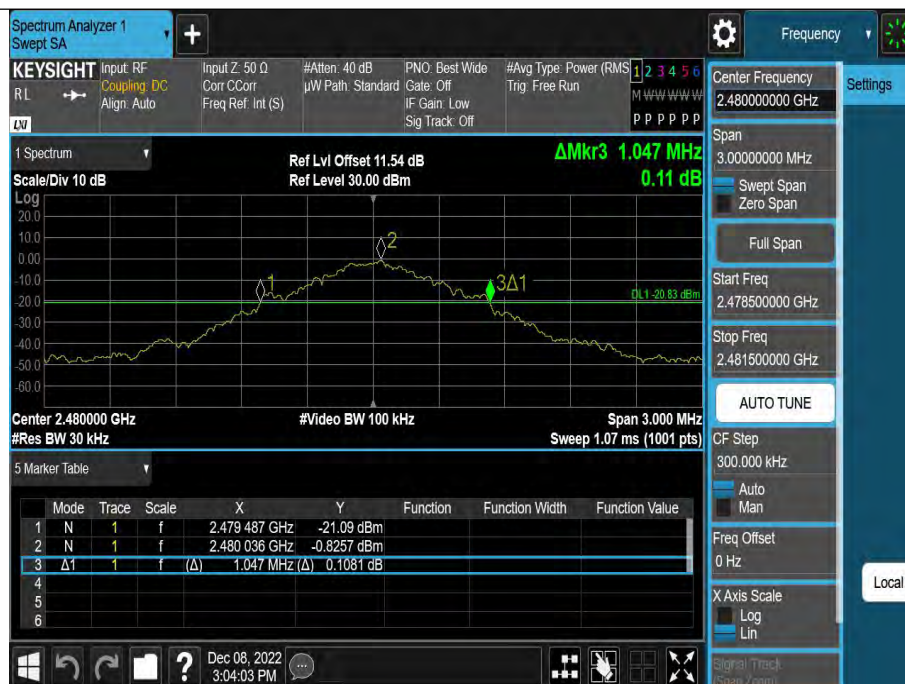 Spectrum Analyzer 1
Swept SA
+
Frequency
KEYSIGHT Input: RF Input Z: 50 Ω #Atten: 40 dB PNO: Best Wide #Avg Type: Power (RMS 1 2 3 4 5 6
RL Coupling: DC Corr CCorr µW Path: Standard Gate: Off Trig: Free Run
Align: Auto Freq Ref: Int (S) IF Gain: Low M W W W W W
LXI Sig Track: Off P P P P P P
1 Spectrum
Ref Lvl Offset 11.54 dB ΔMkr3 1.047 MHz
Scale/Div 10 dB Ref Level 30.00 dBm 0.11 dB
Log
20.0
10.0
2
0.00
-10.0
1
3Δ1
-20.0
DL1 -20.83 dBm
-30.0
-40.0
-50.0
-60.0
Center 2.480000 GHz #Video BW 100 kHz Span 3.000 MHz
#Res BW 30 kHz Sweep 1.07 ms (1001 pts)
5 Marker Table
Mode Trace Scale X Y Function Function Width Function Value
1 N 1 f 2.479 487 GHz -21.09 dBm
2 N 1 f 2.480 036 GHz -0.8257 dBm
3 Δ1 1 f (Δ) 1.047 MHz (Δ) 0.1081 dB
4
5
6
?
Dec 08, 2022
3:04:03 PM
Center Frequency
2.480000000 GHz
Settings
Span
3.00000000 MHz
Swept Span
Zero Span
Full Span
Start Freq
2.478500000 GHz
Stop Freq
2.481500000 GHz
AUTO TUNE
CF Step
300.000 kHz
Auto
Man
Freq Offset
0 Hz
Local
X Axis Scale
Log
Lin
Signal Track
(Span Zoom)